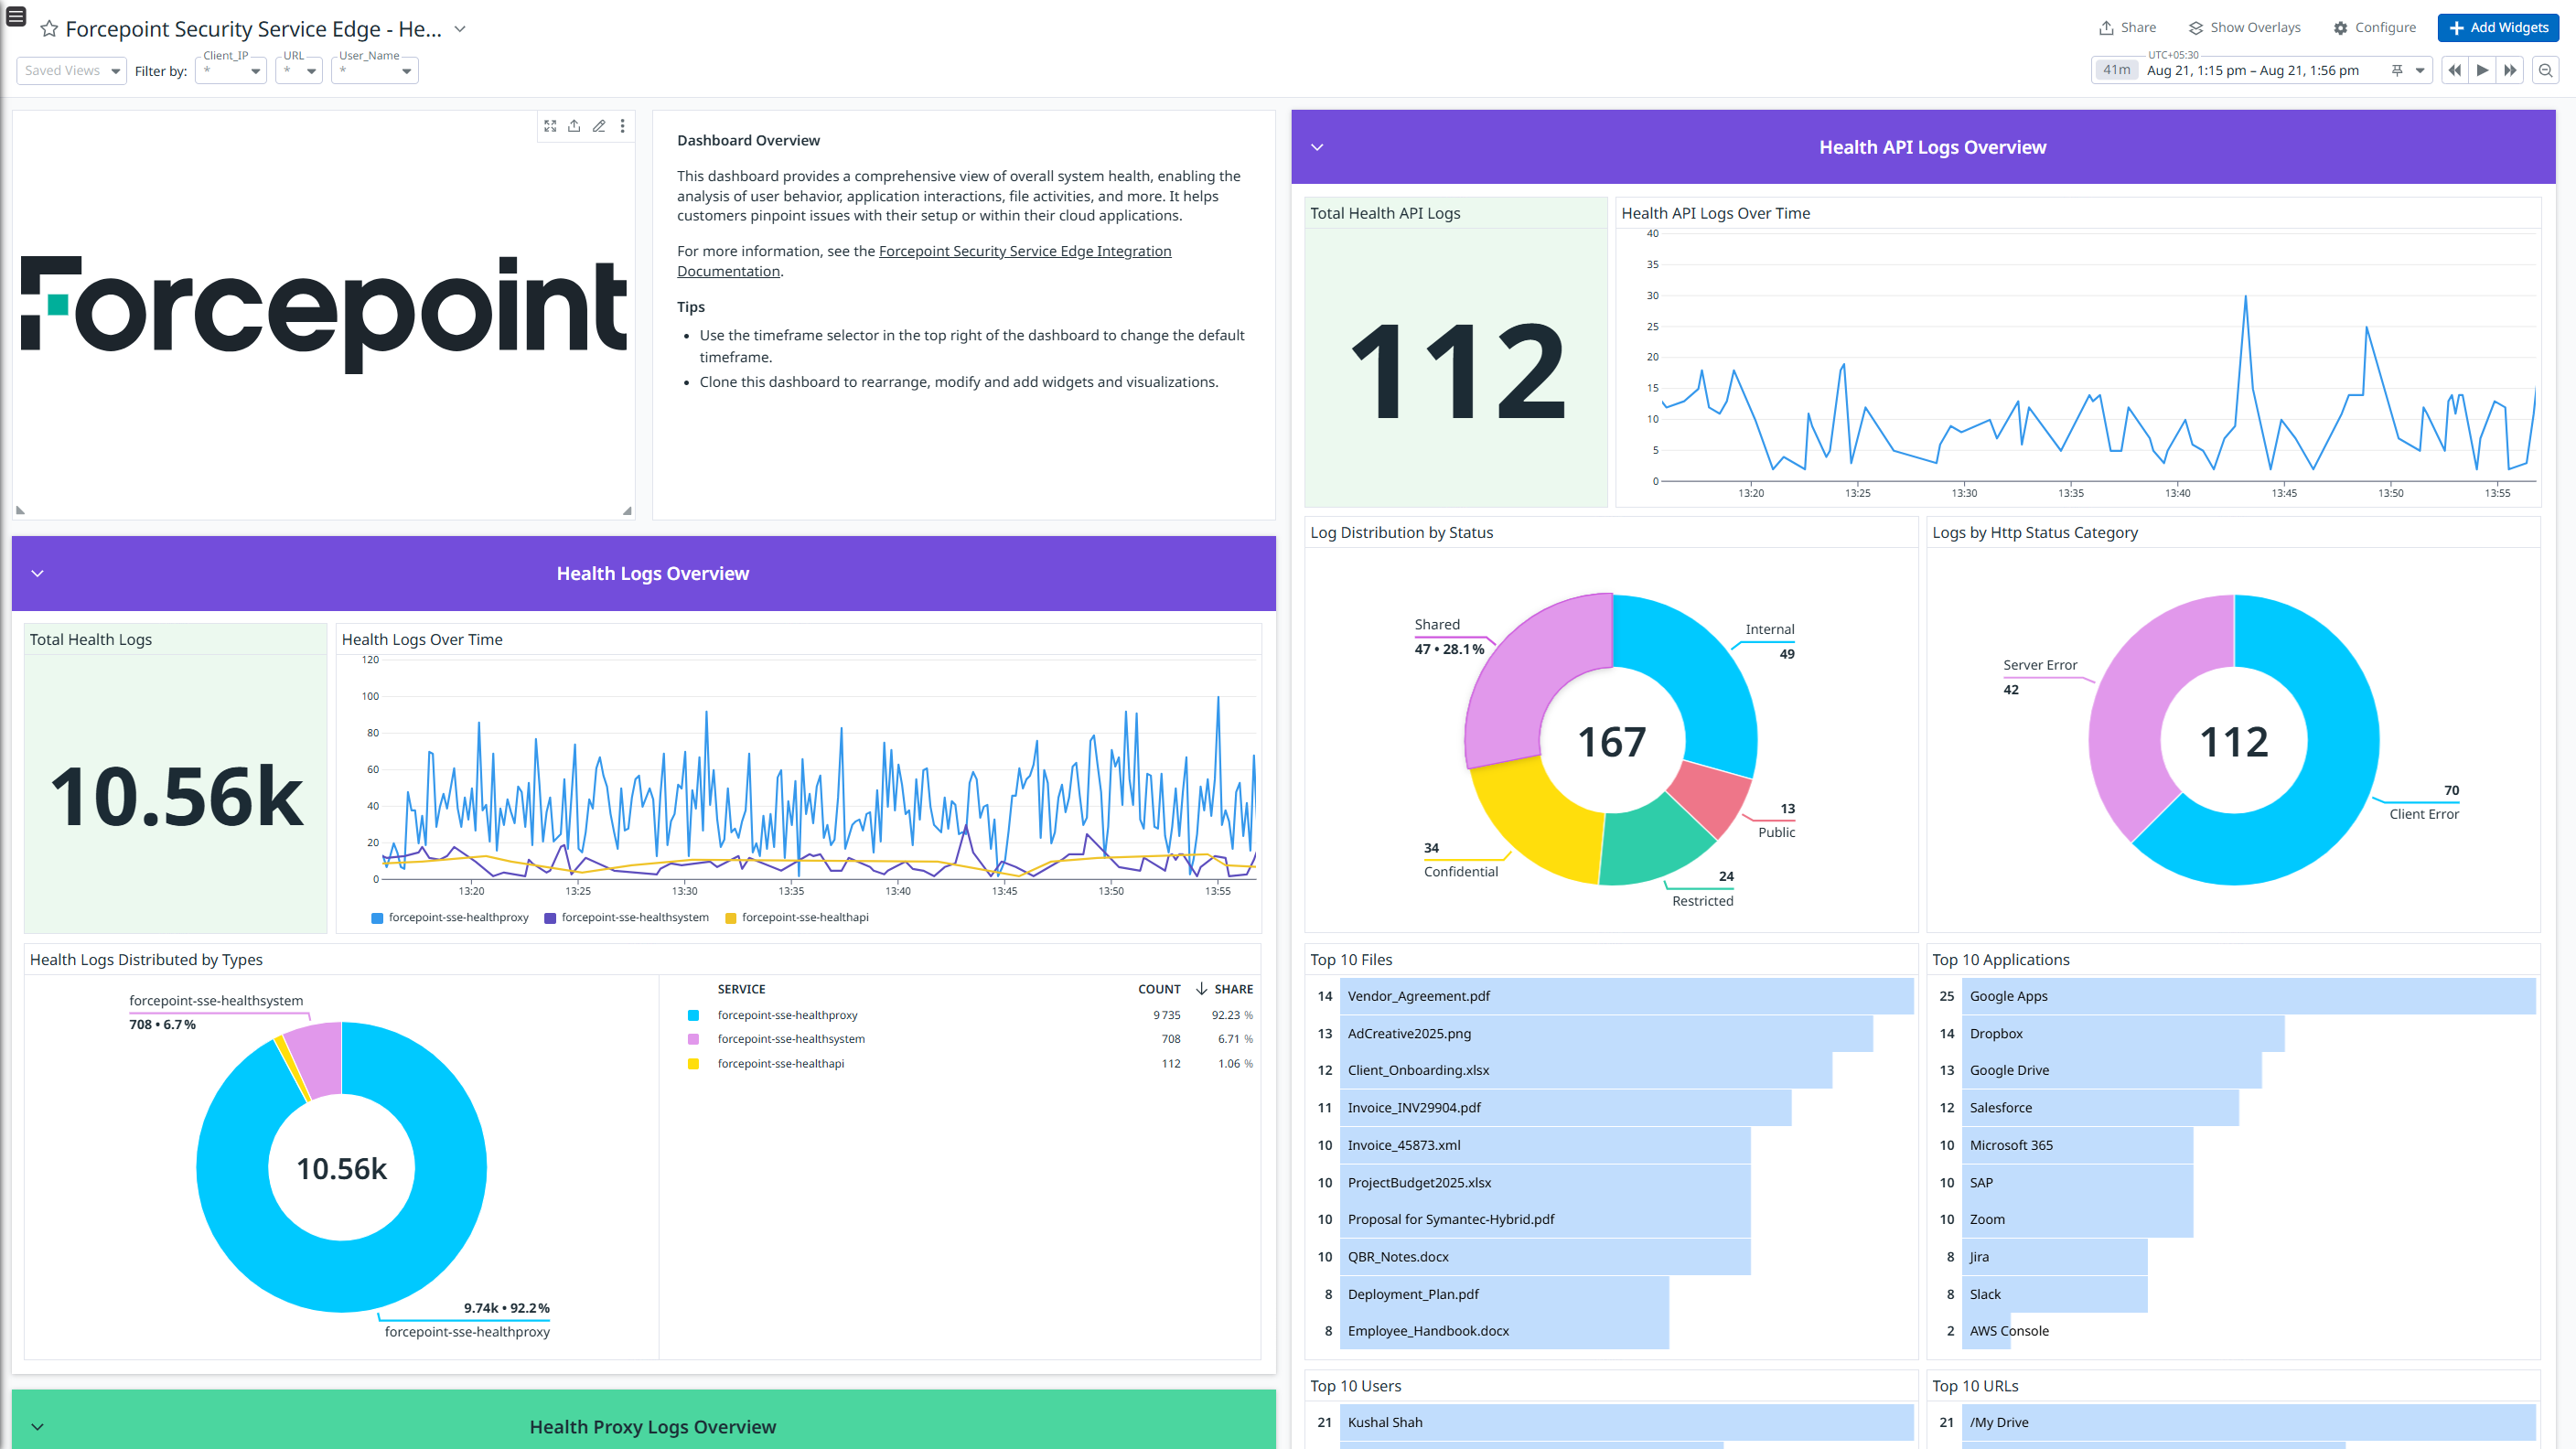 Forcepoint Security Service Edge - He...
Share
Show Overlays
Configure
Add Widgets
Saved Views
Filter by:
Client_IP
*
URL
*
User_Name
*
UTC+05:30
41m
Aug 21, 1:15 pm – Aug 21, 1:56 pm
Forcepoint
Dashboard Overview
This dashboard provides a comprehensive view of overall system health, enabling the
analysis of user behavior, application interactions, file activities, and more. It helps
customers pinpoint issues with their setup or within their cloud applications.
For more information, see the Forcepoint Security Service Edge Integration
Documentation.
Tips
• Use the timeframe selector in the top right of the dashboard to change the default
timeframe.
• Clone this dashboard to rearrange, modify and add widgets and visualizations.
Health Logs Overview
Total Health Logs
10.56k
Health Logs Over Time
120
100
80
60
40
20
0
13:20
13:25
13:30
13:35
13:40
13:45
13:50
13:55
forcepoint-sse-healthproxy
forcepoint-sse-healthsystem
forcepoint-sse-healthapi
Health Logs Distributed by Types
forcepoint-sse-healthsystem
708 • 6.7%
10.56k
9.74k • 92.2%
forcepoint-sse-healthproxy
SERVICE COUNT SHARE
forcepoint-sse-healthproxy 9 735 92.23 %
forcepoint-sse-healthsystem 708 6.71 %
forcepoint-sse-healthapi 112 1.06 %
Health Proxy Logs Overview
Health API Logs Overview
Total Health API Logs
112
Health API Logs Over Time
40
35
30
25
20
15
10
5
0
13:20
13:25
13:30
13:35
13:40
13:45
13:50
13:55
Log Distribution by Status
Shared
47 • 28.1%
Internal
49
167
13
Public
34
Confidential
24
Restricted
Logs by Http Status Category
Server Error
42
112
70
Client Error
Top 10 Files
14 Vendor_Agreement.pdf
13 AdCreative2025.png
12 Client_Onboarding.xlsx
11 Invoice_INV29904.pdf
10 Invoice_45873.xml
10 ProjectBudget2025.xlsx
10 Proposal for Symantec-Hybrid.pdf
10 QBR_Notes.docx
8 Deployment_Plan.pdf
8 Employee_Handbook.docx
Top 10 Applications
25 Google Apps
14 Dropbox
13 Google Drive
12 Salesforce
10 Microsoft 365
10 SAP
10 Zoom
8 Jira
8 Slack
2 AWS Console
Top 10 Users
21 Kushal Shah
Top 10 URLs
21 /My Drive